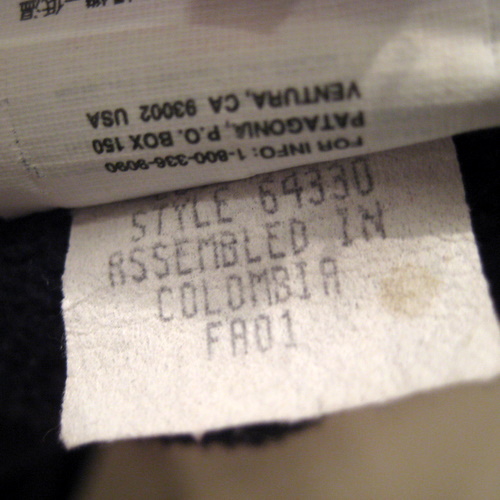 FOR INFO: 1-800-336-9090
PATAGONIA, P.O. BOX 150
VENTURA, CA 93002 USA
STYLE 64330
ASSEMBLED IN
COLOMBIA
FA01